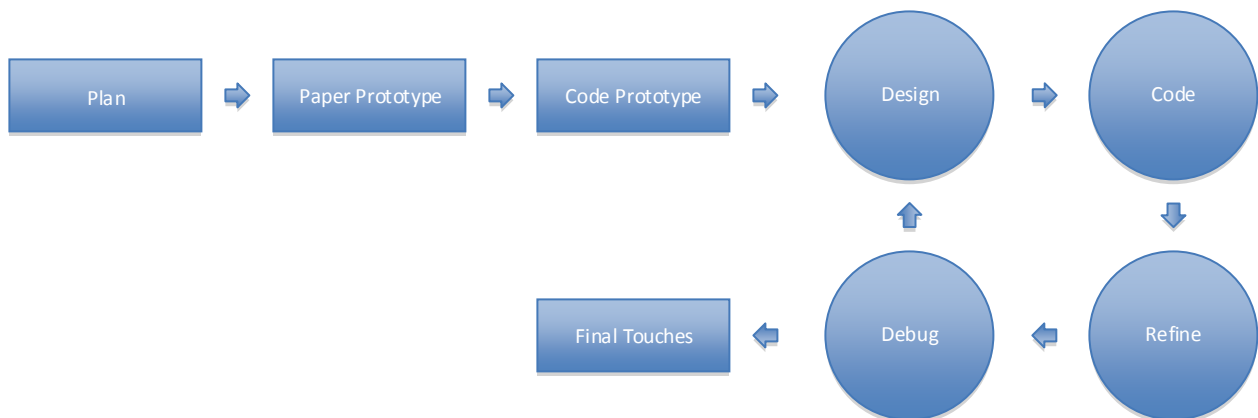 Plan
Paper Prototype
Code Prototype
Design
Code
Final Touches
Debug
Refine